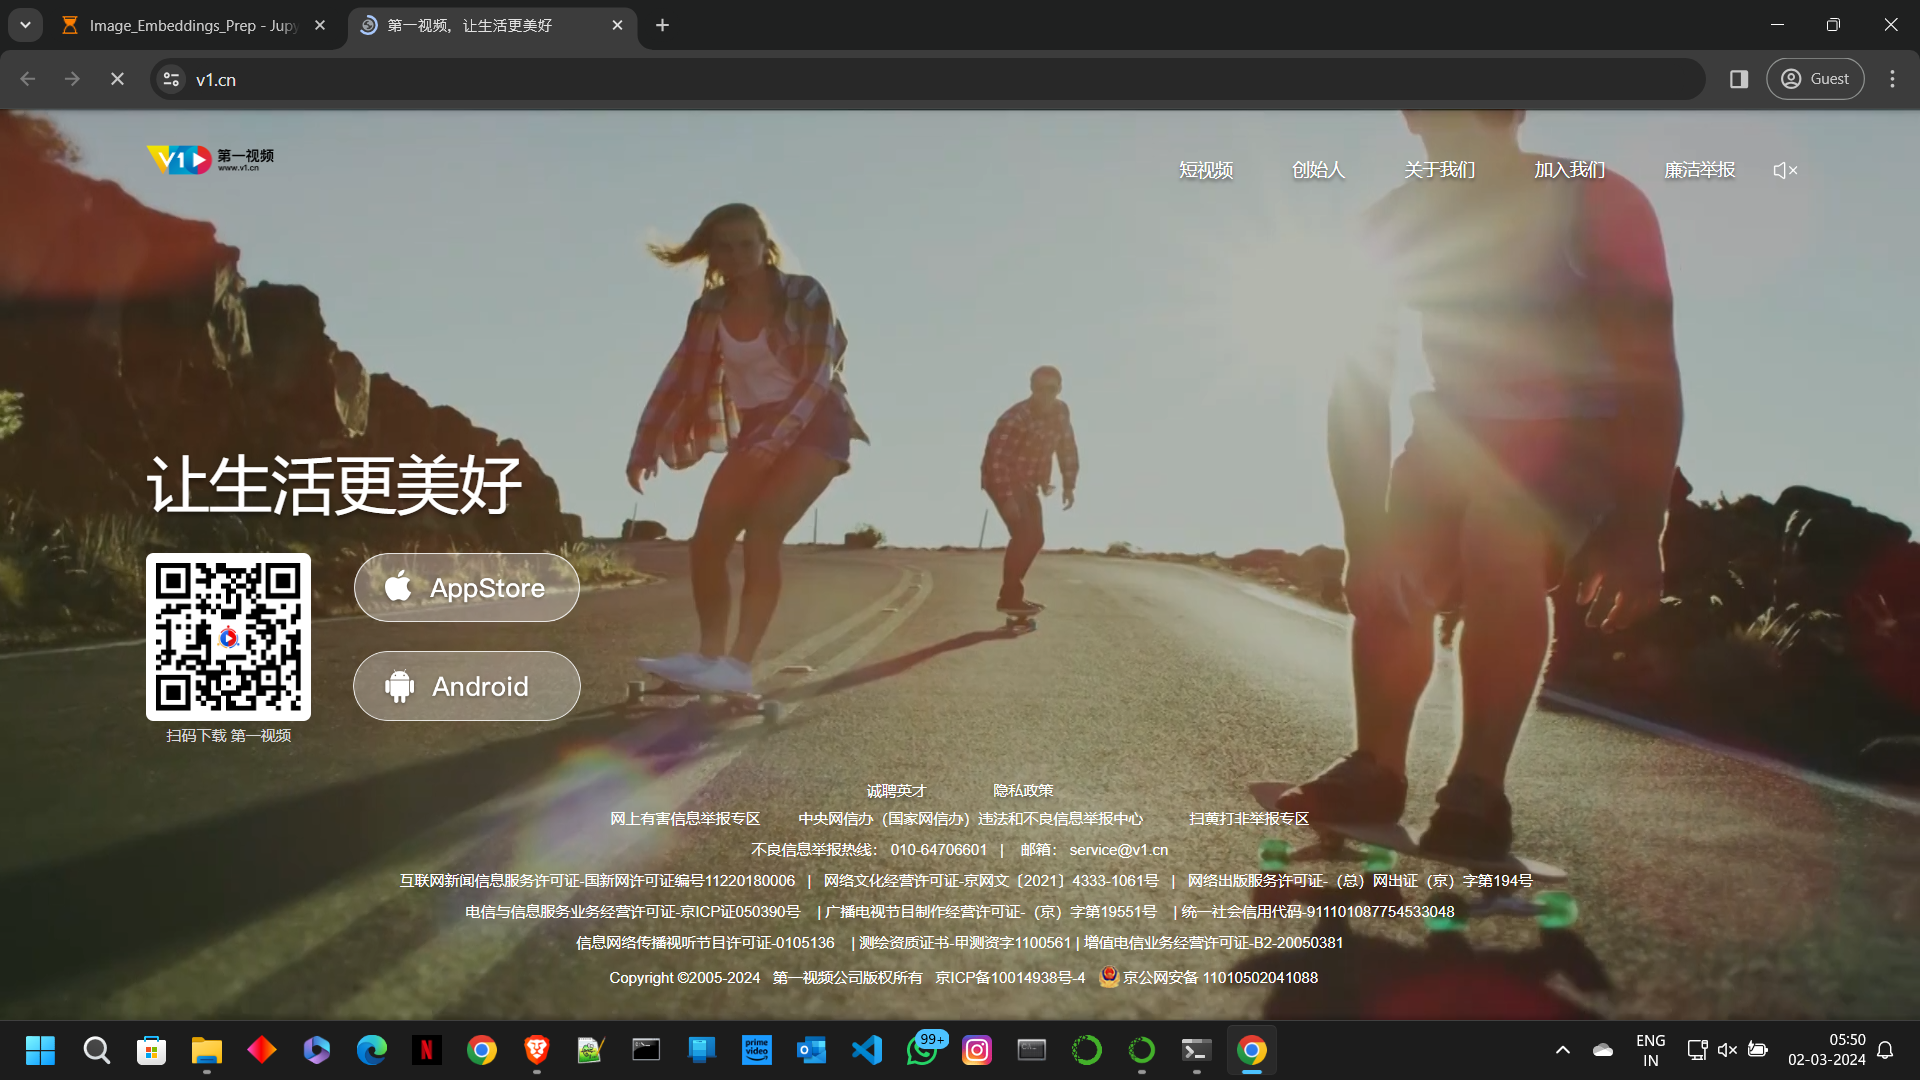 Image_Embeddings_Prep - Jupy
第一视频，让生活更美好
v1.cn
Guest
V1 第一视频
www.v1.cn
短视频 创始人 关于我们 加入我们 廉洁举报
让生活更美好
AppStore
Android
扫码下载 第一视频
诚聘英才 隐私政策
网上有害信息举报专区 中央网信办（国家网信办）违法和不良信息举报中心 扫黄打非举报专区
不良信息举报热线： 010-64706601 | 邮箱： service@v1.cn
互联网新闻信息服务许可证-国新网许可证编号11220180006 | 网络文化经营许可证-京网文〔2021〕4333-1061号 | 网络出版服务许可证-（总）网出证（京）字第194号
电信与信息服务业务经营许可证-京ICP证050390号 | 广播电视节目制作经营许可证-（京）字第19551号 | 统一社会信用代码-911101087754533048
信息网络传播视听节目许可证-0105136 | 测绘资质证书-甲测资字1100561 | 增值电信业务经营许可证-B2-20050381
Copyright ©2005-2024 第一视频公司版权所有 京ICP备10014938号-4 京公网安备 11010502041088
prime video
99+
ENG
IN
05:50
02-03-2024